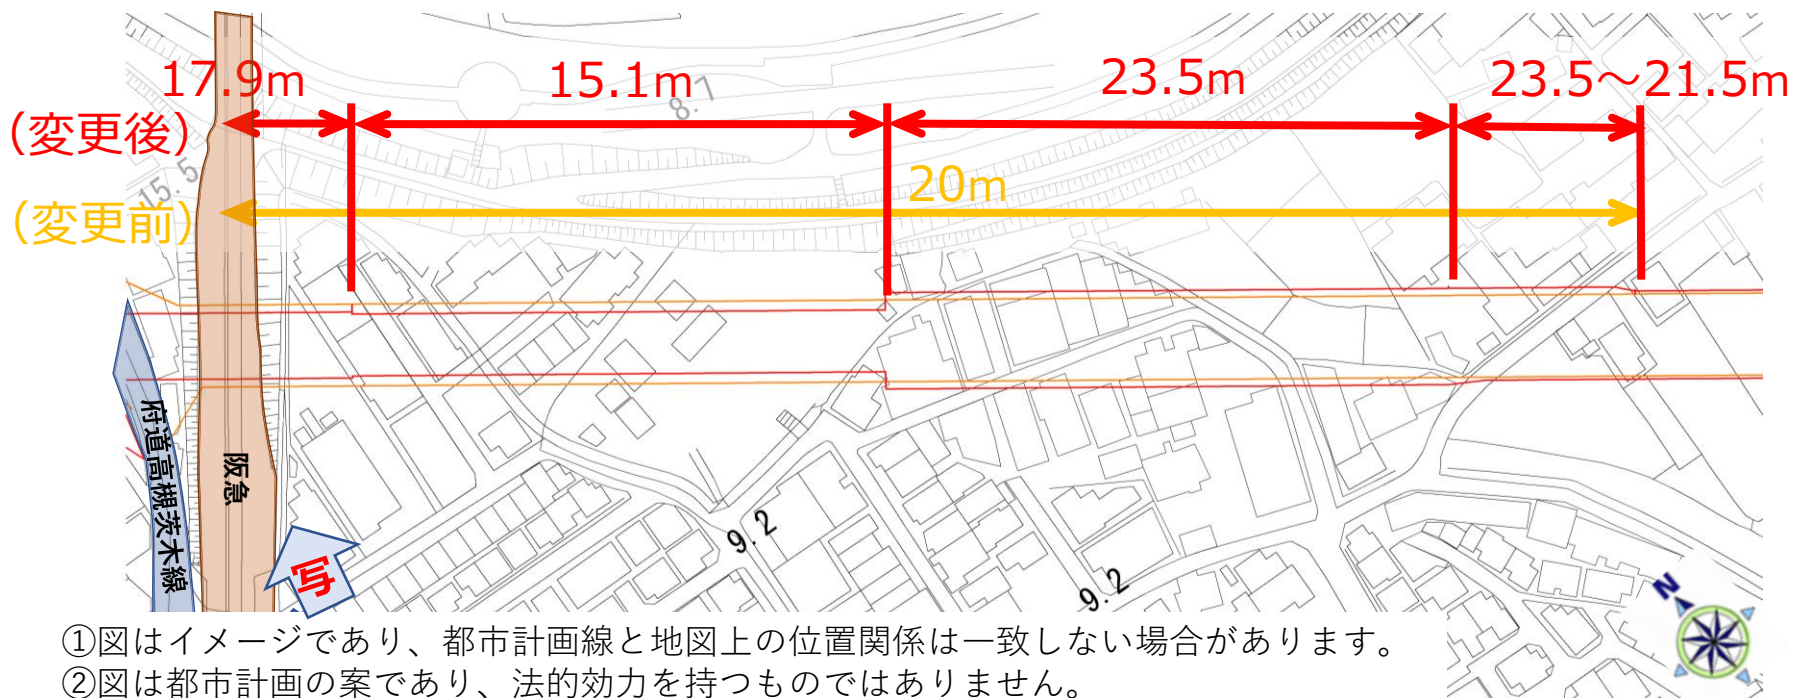 17.9m
15.1m
23.5m
23.5～21.5m
(変更後)
8.7
15.5
20m
(変更前)
府道高槻茨木線
阪急
写
9.2
9.2
N
①図はイメージであり、都市計画線と地図上の位置関係は一致しない場合があります。
②図は都市計画の案であり、法的効力を持つものではありません。